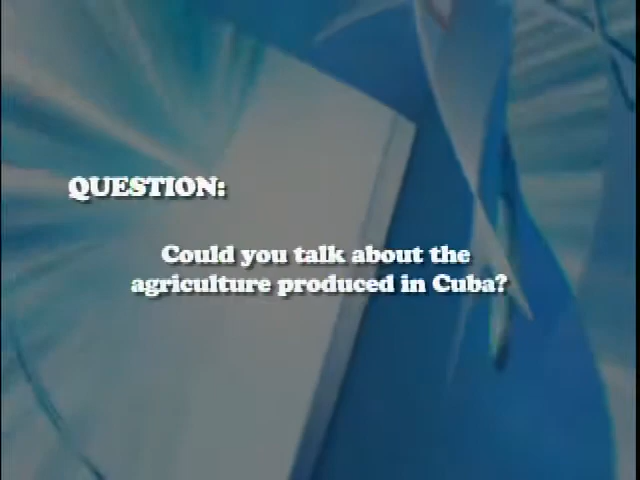 QUESTION:
Could you talk about the
agriculture produced in Cuba?